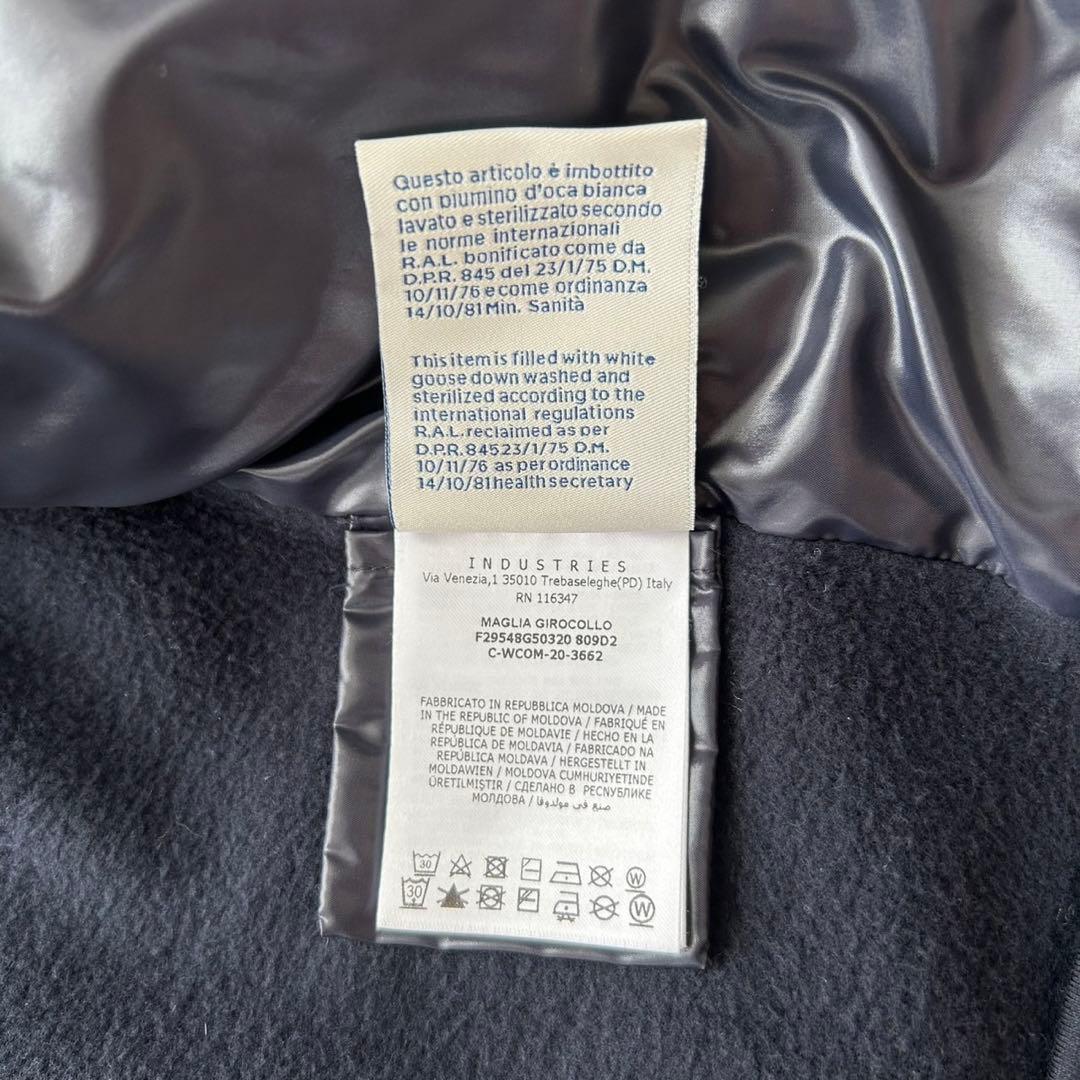 Questo articolo è imbottito
con piumino d'oca bianca
lavato e sterilizzato secondo
le norme internazionali
R.A.L. bonificato come da
D.P.R. 845 del 23/1/75 D.M.
10/11/76 e come ordinanza
14/10/81 Min. Sanità
This item is filled with white
goose down washed and
sterilized according to the
international regulations
R.A.L. reclaimed as per
D.P.R. 84523/1/75 D.M.
10/11/76 as per ordinance
14/10/81 health secretary
INDUSTRIES
Via Venezia,1 35010 Trebaseleghe(PD) Italy
RN 116347
MAGLIA GIROCOLLO
F29548G50320 809D2
C-WCOM-20-3662
FABBRICATO IN REPUBBLICA MOLDOVA / MADE
IN THE REPUBLIC OF MOLDOVA / FABRIQUÉ EN
RÉPUBLIQUE DE MOLDAVIE / HECHO EN LA
REPÚBLICA DE MOLDAVIA / FABRICADO NA
REPÚBLICA MOLDAVA / HERGESTELLT IN
MOLDAWIEN / MOLDOVA CUMHURIYETINDE
ÜRETILMIŞTIR / СДЕЛАНО В РЕСПУБЛИКЕ
МОЛДОВА / صنع في مولدوفا
30 W
30 W